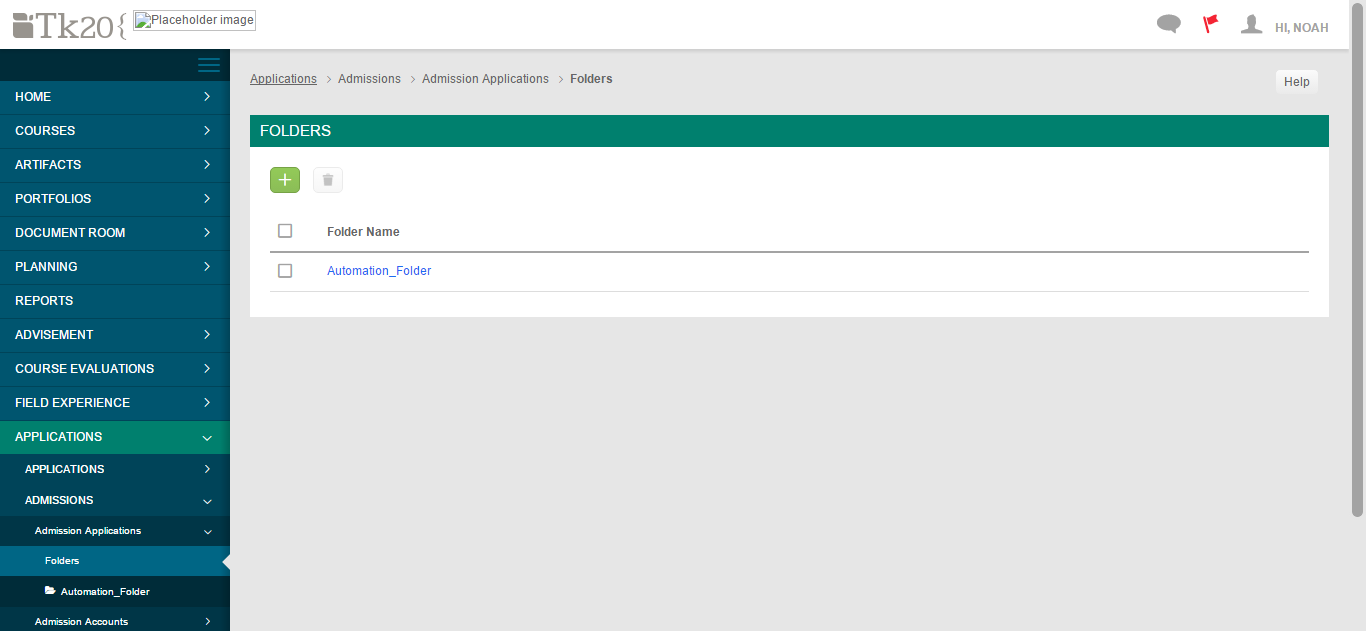 Tk20{
Placeholder image
HI, NOAH
HOME
COURSES
ARTIFACTS
PORTFOLIOS
DOCUMENT ROOM
PLANNING
REPORTS
ADVISEMENT
COURSE EVALUATIONS
FIELD EXPERIENCE
APPLICATIONS
APPLICATIONS
ADMISSIONS
Admission Applications
Folders
Automation_Folder
Admission Accounts
Applications > Admissions > Admission Applications > Folders
Help
FOLDERS
Folder Name
Automation_Folder